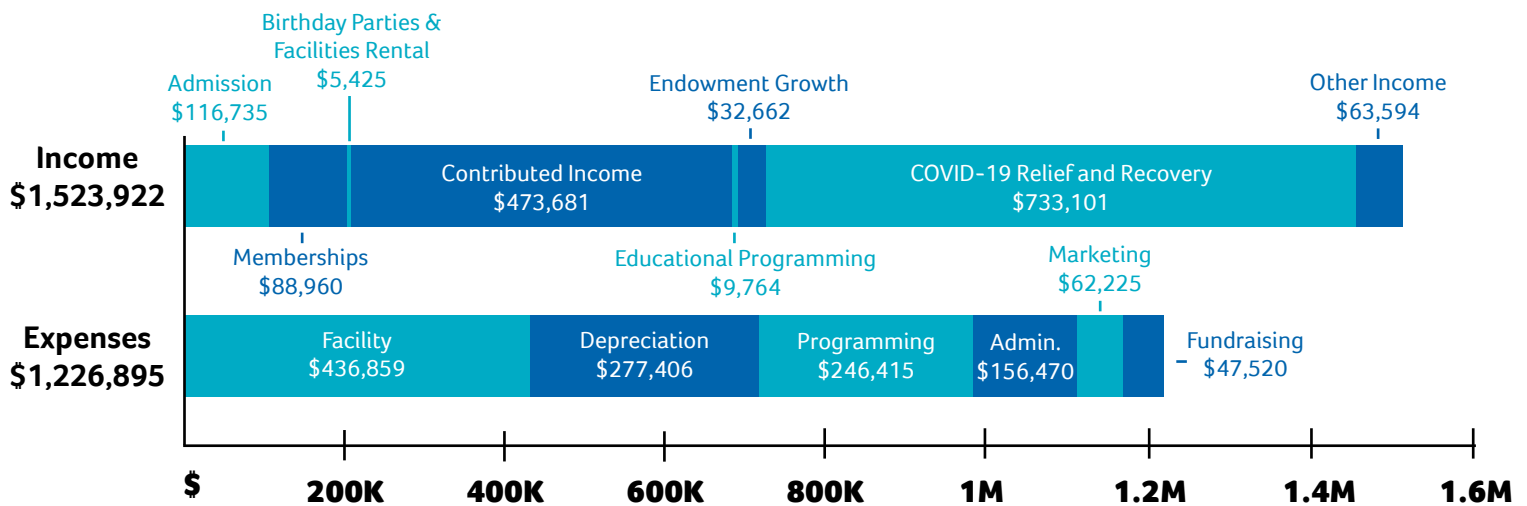 Birthday Parties &
Facilities Rental
$5,425
Admission
$116,735
Endowment Growth
$32,662
Other Income
$63,594
Income
$1,523,922
Contributed Income
$473,681
COVID-19 Relief and Recovery
$733,101
Memberships
$88,960
Educational Programming
$9,764
Marketing
$62,225
Expenses
$1,226,895
Facility
$436,859
Depreciation
$277,406
Programming
$246,415
Admin.
$156,470
Fundraising
$47,520
$ 200K 400K 600K 800K 1M 1.2M 1.4M 1.6M